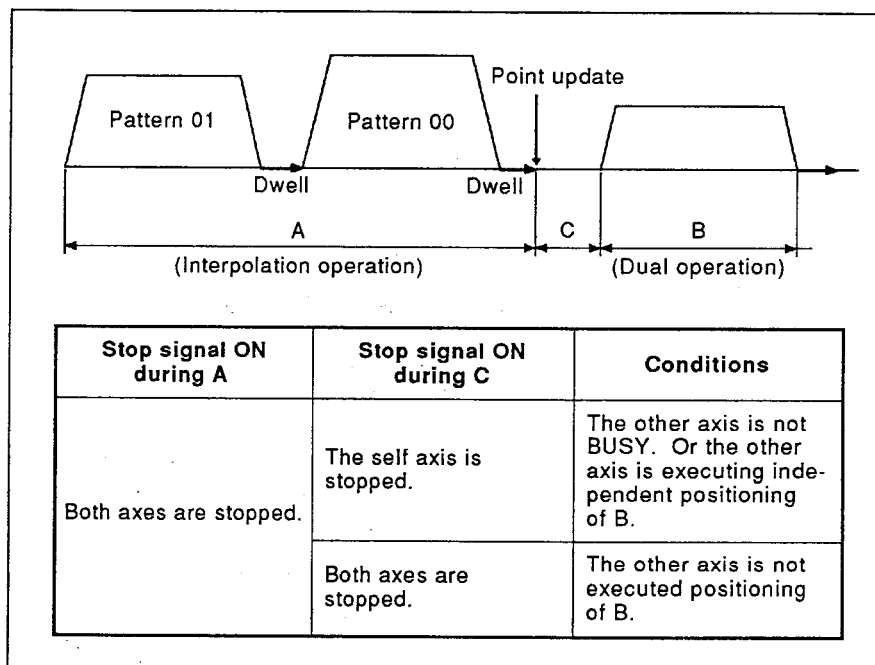 Point update
Pattern 01
Pattern 00
Dwell
Dwell
A
C
B
(Interpolation operation)
(Dual operation)
Stop signal ON
during A
Stop signal ON
during C
Conditions
Both axes are stopped.
The self axis is
stopped.
The other axis is not
BUSY. Or the other
axis is executing inde-
pendent positioning
of B.
Both axes are
stopped.
The other axis is not
executed positioning
of B.